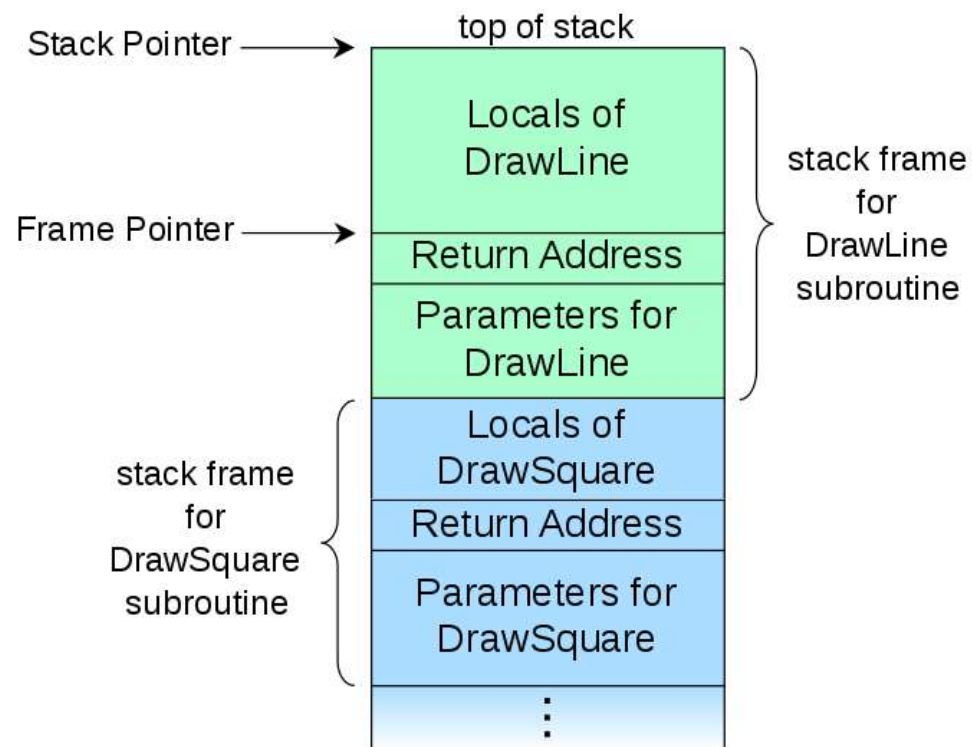 top of stack
Stack Pointer
Locals of
DrawLine
stack frame
for
DrawLine
subroutine
Frame Pointer
Return Address
Parameters for
DrawLine
Locals of
DrawSquare
stack frame
for
DrawSquare
subroutine
Return Address
Parameters for
DrawSquare